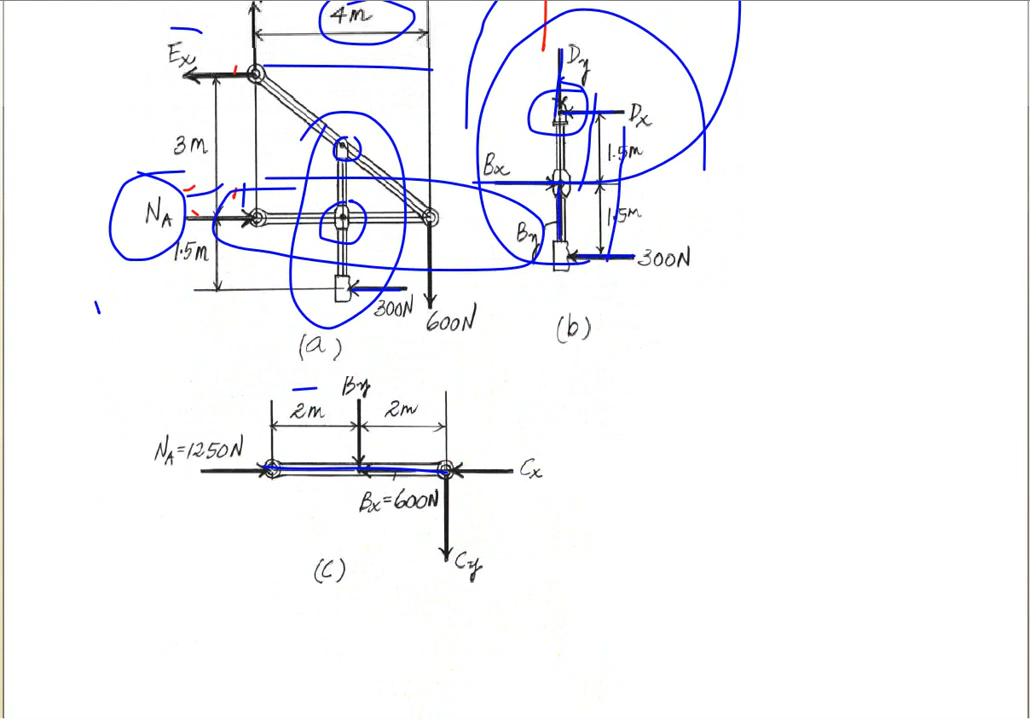 4m
Ex
3m
NA
1.5m
300N
600N
(a)
Dy
Dx
Bx
1.5m
By
1.5m
300N
(b)
By
2m
2m
NA=1250N
Cx
Bx=600N
Cy
(c)